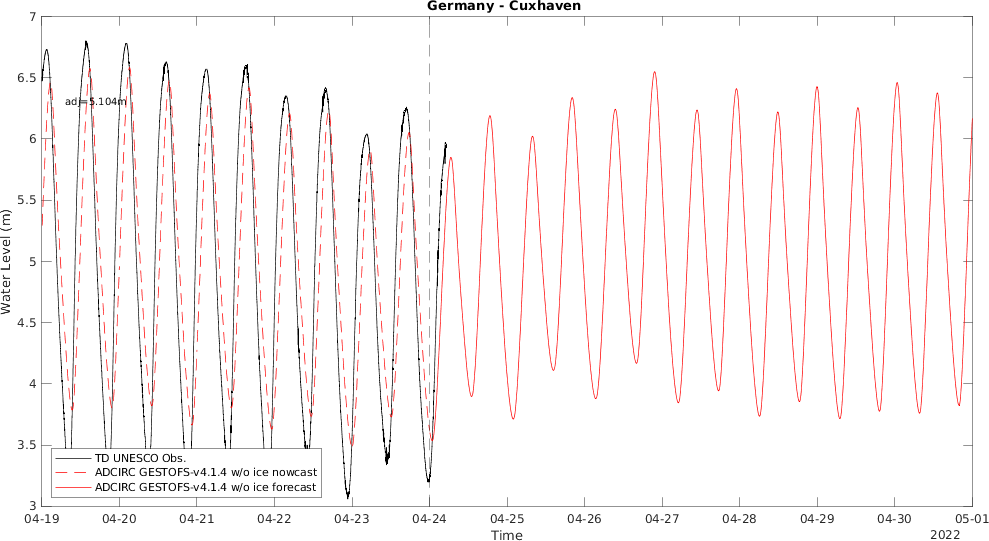 Germany - Cuxhaven
7
6.5
6
5.5
5
4.5
4
3.5
3
Water Level (m)
adj=5.104m
TD UNESCO Obs.
ADCIRC GESTOFS-v4.1.4 w/o ice nowcast
ADCIRC GESTOFS-v4.1.4 w/o ice forecast
04-19 04-20 04-21 04-22 04-23 04-24 04-25 04-26 04-27 04-28 04-29 04-30 05-01
Time
2022